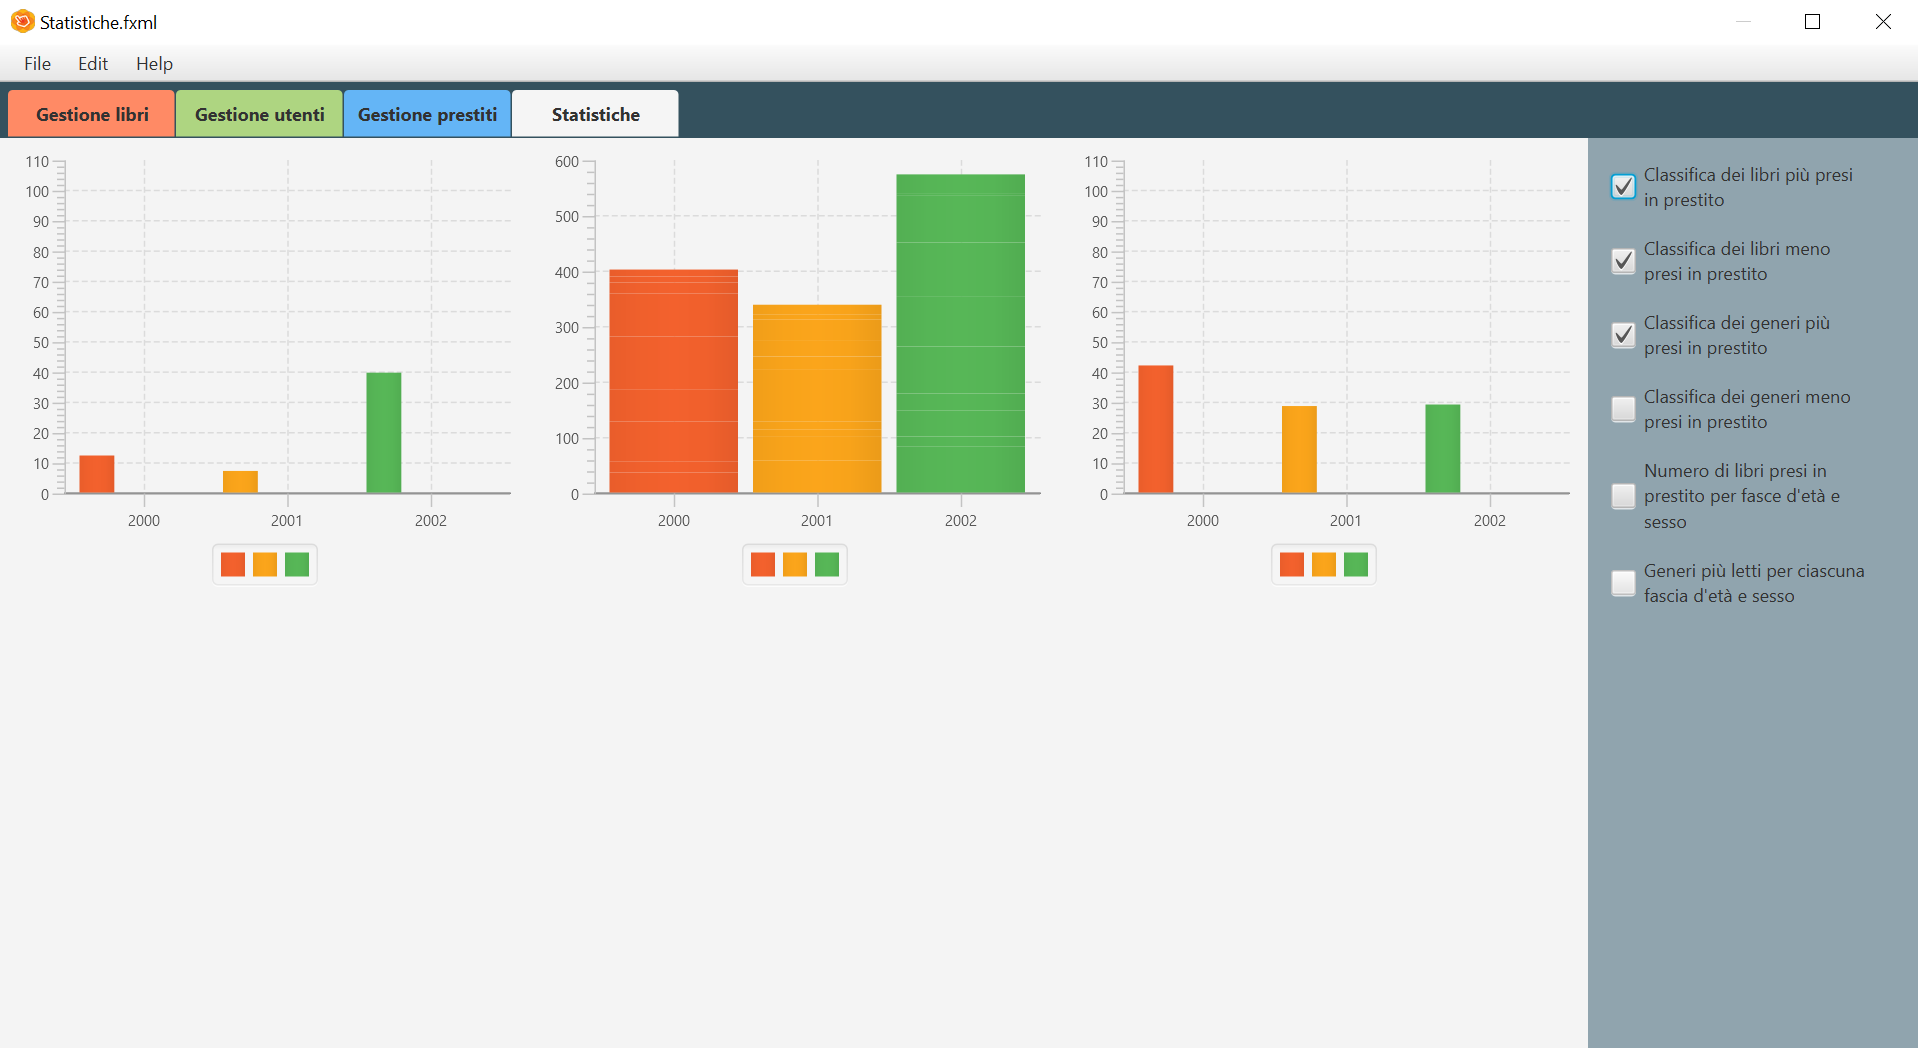 Statistiche.fxml
File Edit Help
Gestione libri Gestione utenti Gestione prestiti Statistiche
110
100
90
80
70
60
50
40
30
20
10
0
2000 2001 2002
600
500
400
300
200
100
0
2000 2001 2002
110
100
90
80
70
60
50
40
30
20
10
0
2000 2001 2002
Classifica dei libri più presi
in prestito
Classifica dei libri meno
presi in prestito
Classifica dei generi più
presi in prestito
Classifica dei generi meno
presi in prestito
Numero di libri presi in
prestito per fasce d'età e
sesso
Generi più letti per ciascuna
fascia d'età e sesso